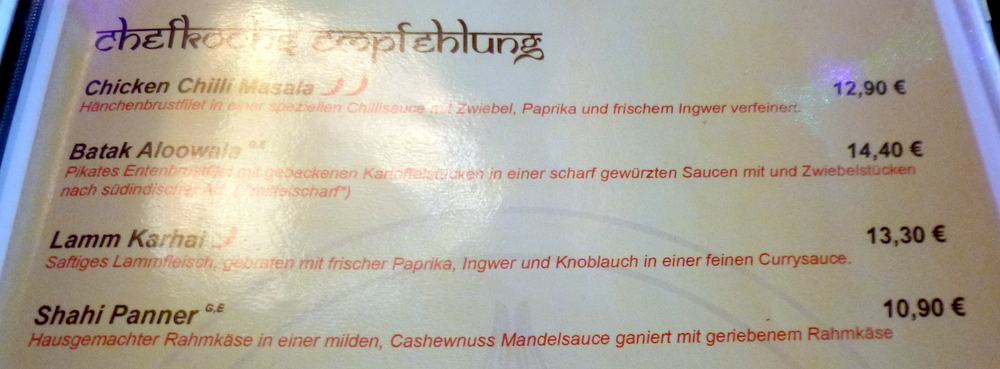 Chefkochs empfehlung
Chicken Chilli Masala 12,90 €
Hänchenbrustfilet in einer speziellen Chillisauce mit Zwiebel, Paprika und frischem Ingwer verfeinert.
Batak Aloowala G,E 14,40 €
Pikates Entenbrustfilet mit gebackenen Kartoffelstücken in einer scharf gewürzten Saucen mit und Zwiebelstücken
nach südindischer Art. ( "mittelscharf")
Lamm Karhai 13,30 €
Saftiges Lammfleisch, gebraten mit frischer Paprika, Ingwer und Knoblauch in einer feinen Currysauce.
Shahi Panner G,E 10,90 €
Hausgemachter Rahmkäse in einer milden, Cashewnuss Mandelsauce ganiert mit geriebenem Rahmkäse